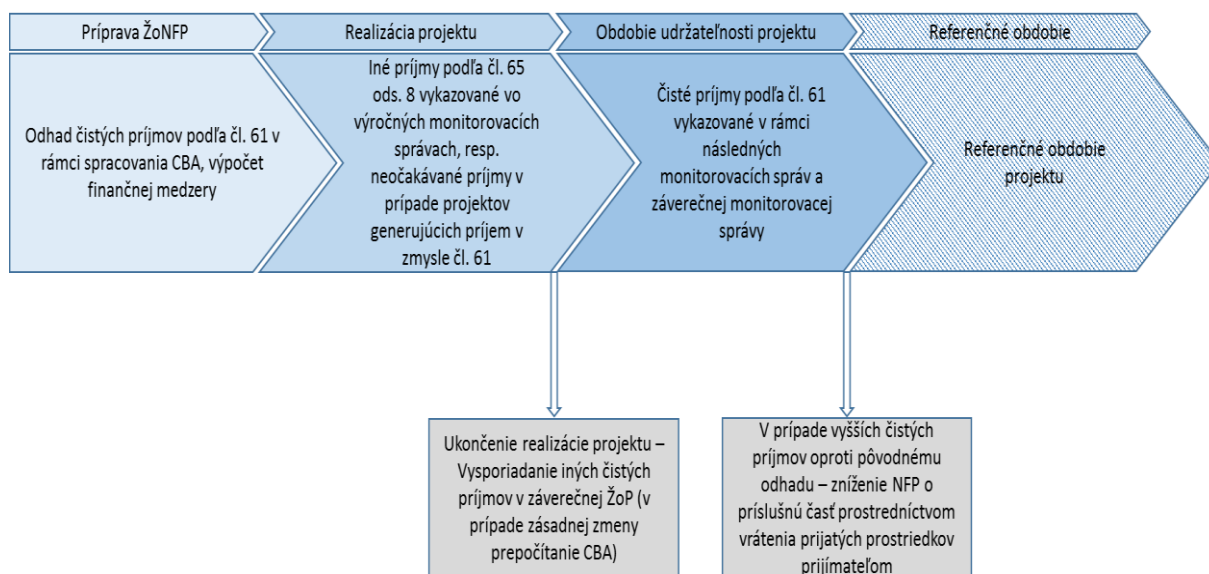 Príprava ŽoNFP
Realizácia projektu
Obdobie udržateľnosti projektu
Referenčné obdobie
Odhad čistých príjmov podľa čl. 61 v
rámci spracovania CBA, výpočet
finančnej medzery
Iné príjmy podľa čl. 65
ods. 8 vykazované vo
výročných monitorovacích
správach, resp.
neočakávané príjmy v
prípade projektov
generujúcich príjem v
zmysle čl. 61
Čisté príjmy podľa čl. 61
vykazované v rámci
následných
monitorovacích správ a
záverečnej monitorovacej
správy
Referenčné obdobie
projektu
Ukončenie realizácie projektu –
Vysporiadanie iných čistých
príjmov v záverečnej ŽoP (v
prípade zásadnej zmeny
prepočítanie CBA)
V prípade vyšších čistých
príjmov oproti pôvodnému
odhadu – zníženie NFP o
príslušnú časť prostredníctvom
vrátenia prijatých prostriedkov
prijímateľom